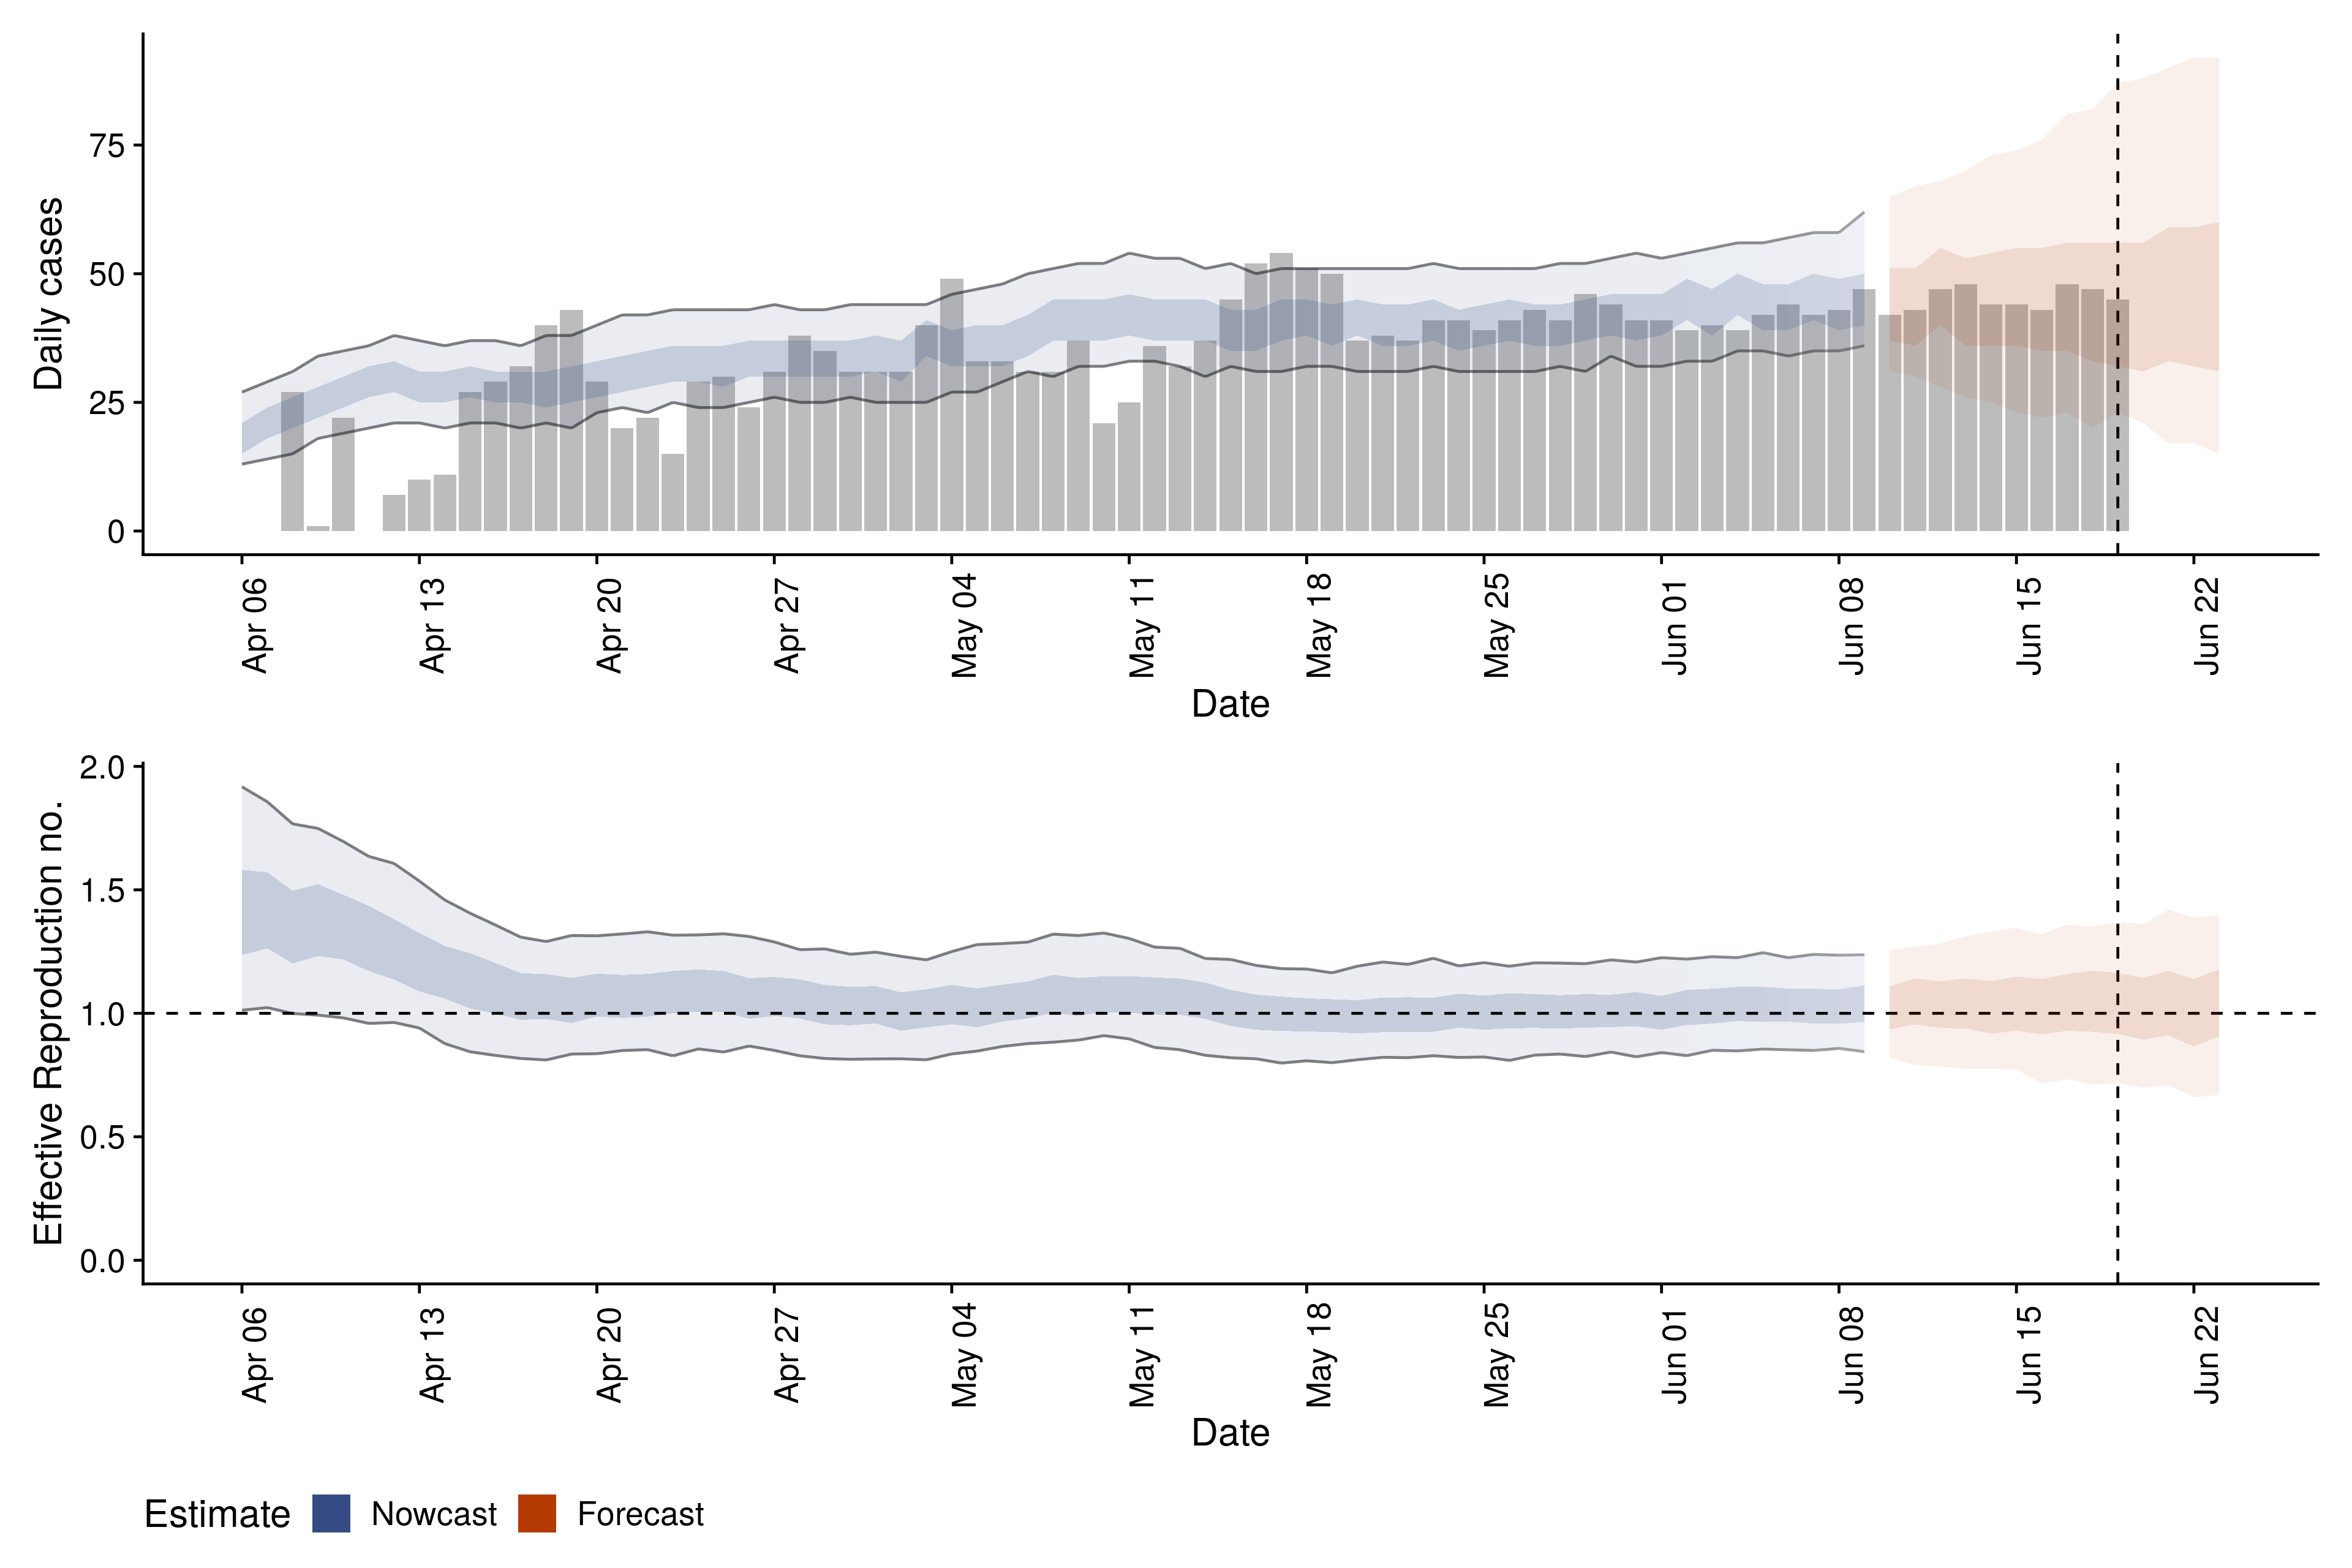 Daily cases
75
50
25
0
Apr 06
Apr 13
Apr 20
Apr 27
May 04
May 11
May 18
May 25
Jun 01
Jun 08
Jun 15
Jun 22
Date
Effective Reproduction no.
2.0
1.5
1.0
0.5
0.0
Apr 06
Apr 13
Apr 20
Apr 27
May 04
May 11
May 18
May 25
Jun 01
Jun 08
Jun 15
Jun 22
Date
Estimate Nowcast Forecast